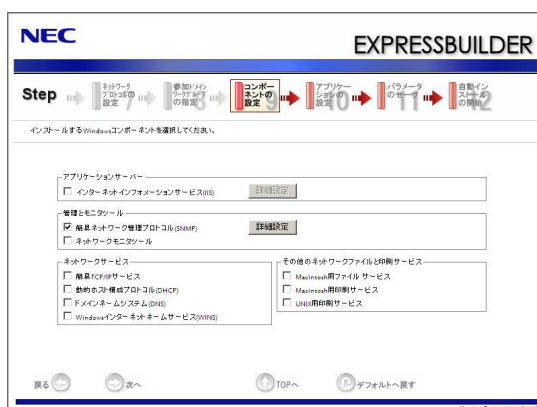 NEC
EXPRESSBUILDER
Step
ネットワークプロトコルの設定 7
参加ドメインワークグループの指定 8
コンポーネントの設定 9
アプリケーションの設定 10
パラメータのセーブ 11
自動インストールの開始 12
インストールするWindowsコンポーネントを選択してください。
アプリケーションサーバー
インターネットインフォメーションサービス(IIS)
詳細設定
管理とモニタツール
簡易ネットワーク管理プロトコル(SNMP)
詳細設定
ネットワークモニタツール
ネットワークサービス
簡易TCP/IPサービス
動的ホスト構成プロトコル(DHCP)
ドメインネームシステム(DNS)
Windowsインターネットネームサービス(WINS)
その他のネットワークファイルと印刷サービス
Macintosh用ファイル サービス
Macintosh用印刷サービス
UNIX用印刷サービス
戻る
次へ
TOPへ
デフォルトへ戻す